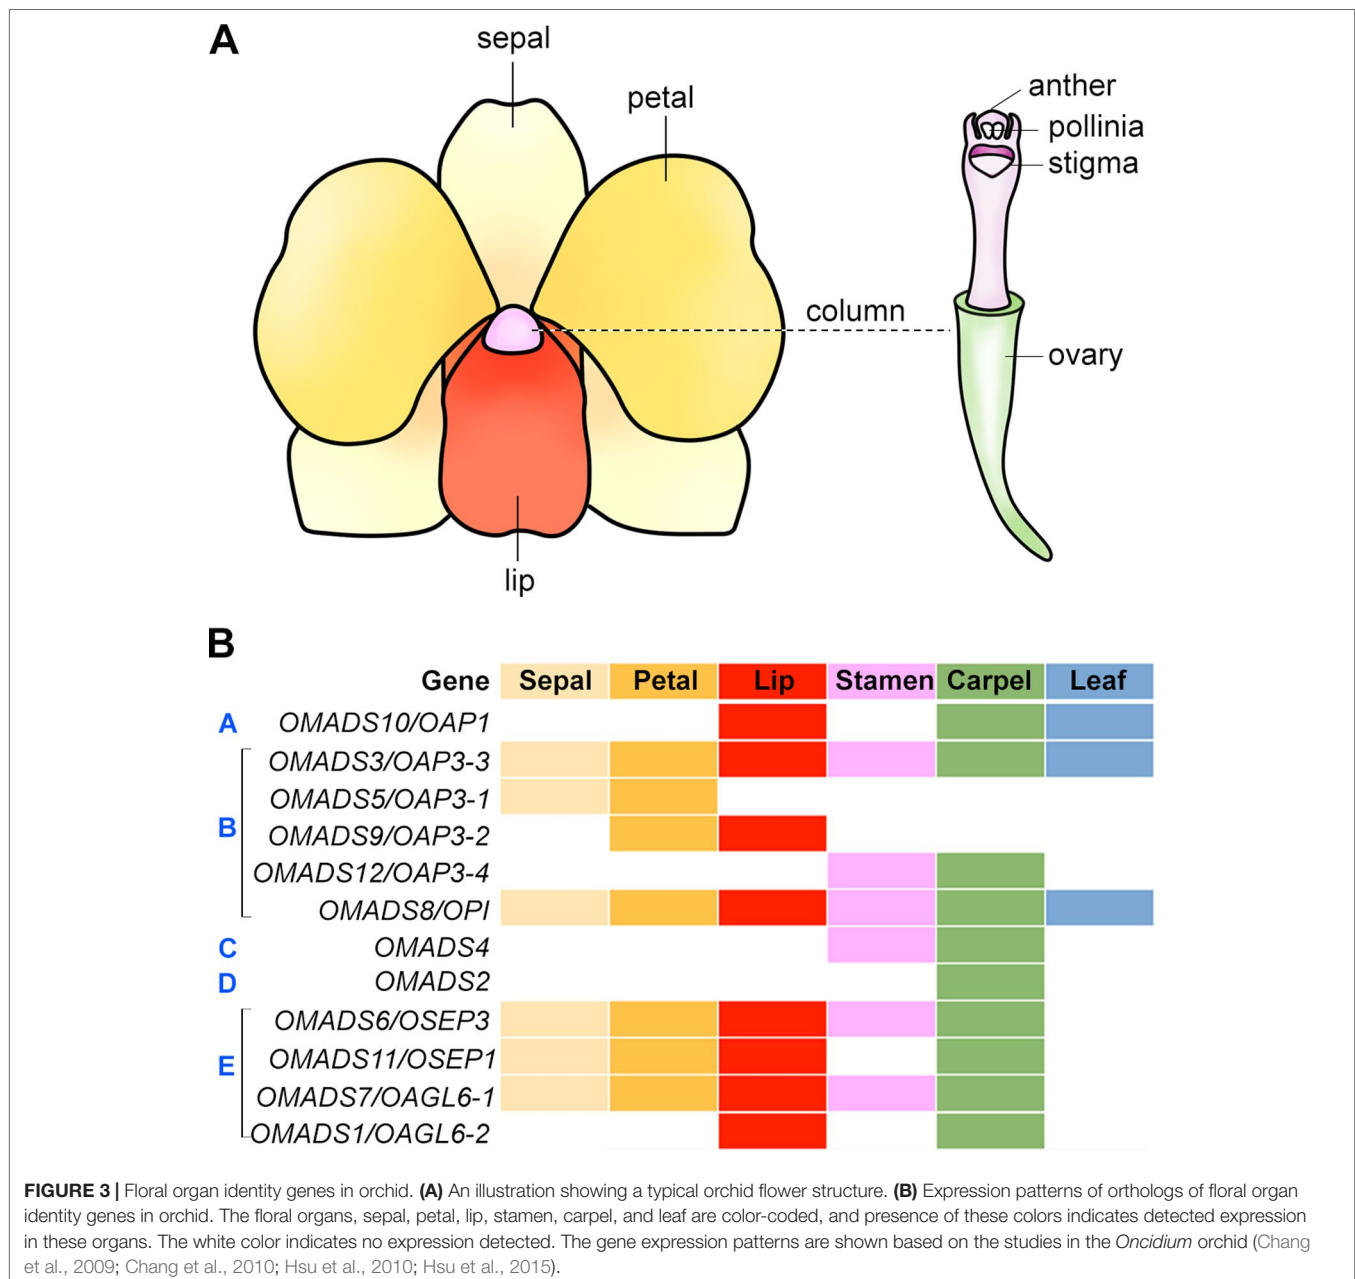 A
sepal
petal
anther
pollinia
stigma
column
ovary
lip
B
Gene Sepal Petal Lip Stamen Carpel Leaf
A OMADS10/OAP1
OMADS3/OAP3-3
OMADS5/OAP3-1
B OMADS9/OAP3-2
OMADS12/OAP3-4
OMADS8/OPI
C OMADS4
D OMADS2
OMADS6/OSEP3
E OMADS11/OSEP1
OMADS7/OAGL6-1
OMADS1/OAGL6-2
FIGURE 3 | Floral organ identity genes in orchid. (A) An illustration showing a typical orchid flower structure. (B) Expression patterns of orthologs of floral organ
identity genes in orchid. The floral organs, sepal, petal, lip, stamen, carpel, and leaf are color-coded, and presence of these colors indicates detected expression
in these organs. The white color indicates no expression detected. The gene expression patterns are shown based on the studies in the Oncidium orchid (Chang
et al., 2009; Chang et al., 2010; Hsu et al., 2010; Hsu et al., 2015).